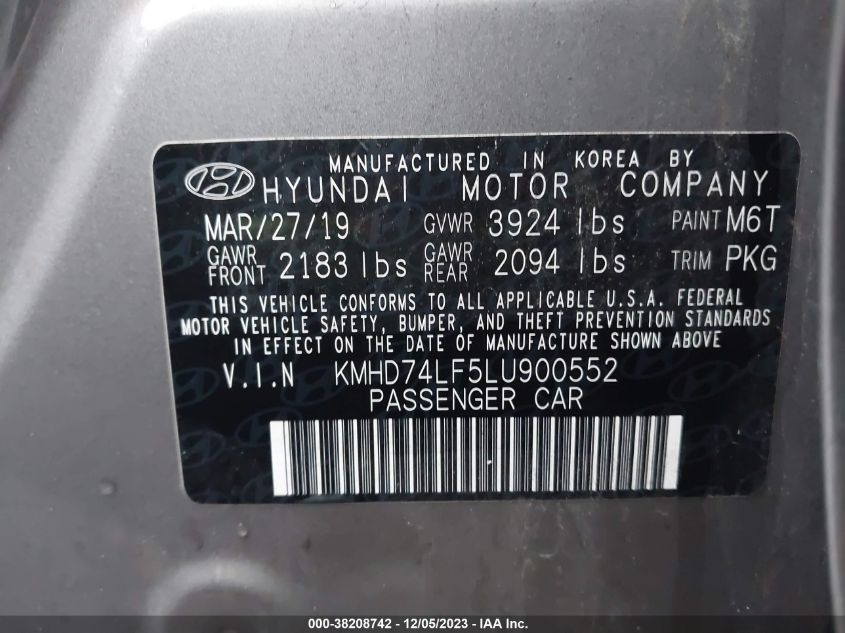 MANUFACTURED IN KOREA BY
HYUNDAI MOTOR COMPANY
MAR/27/19 GVWR 3924 lbs PAINT M6T
GAWR FRONT 2183 lbs GAWR REAR 2094 lbs TRIM PKG
THIS VEHICLE CONFORMS TO ALL APPLICABLE U.S.A. FEDERAL
MOTOR VEHICLE SAFETY, BUMPER, AND THEFT PREVENTION STANDARDS
IN EFFECT ON THE DATE OF MANUFACTURE SHOWN ABOVE
V.I.N KMHD74LF5LU900552
PASSENGER CAR
000-38208742 - 12/05/2023 - IAA Inc.